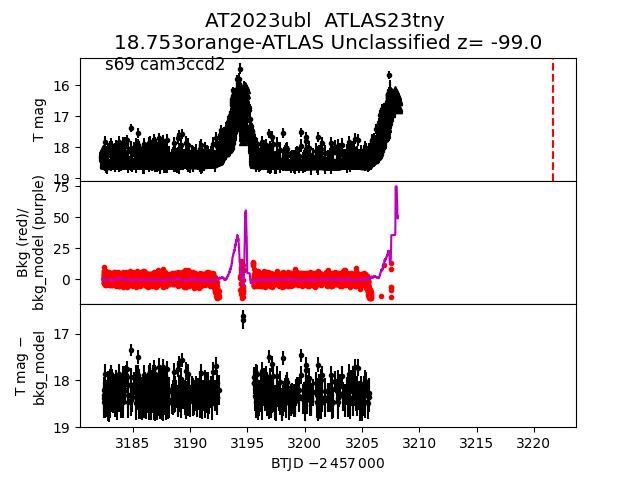 AT2023ubl ATLAS23tny
18.753orange-ATLAS Unclassified z= -99.0
s69 cam3ccd2
16
17
18
19
T mag
75
50
25
0
Bkg (red)/
bkg_model (purple)
17
18
19
T mag −
bkg_model
3185 3190 3195 3200 3205 3210 3215 3220
BTJD −2 457 000